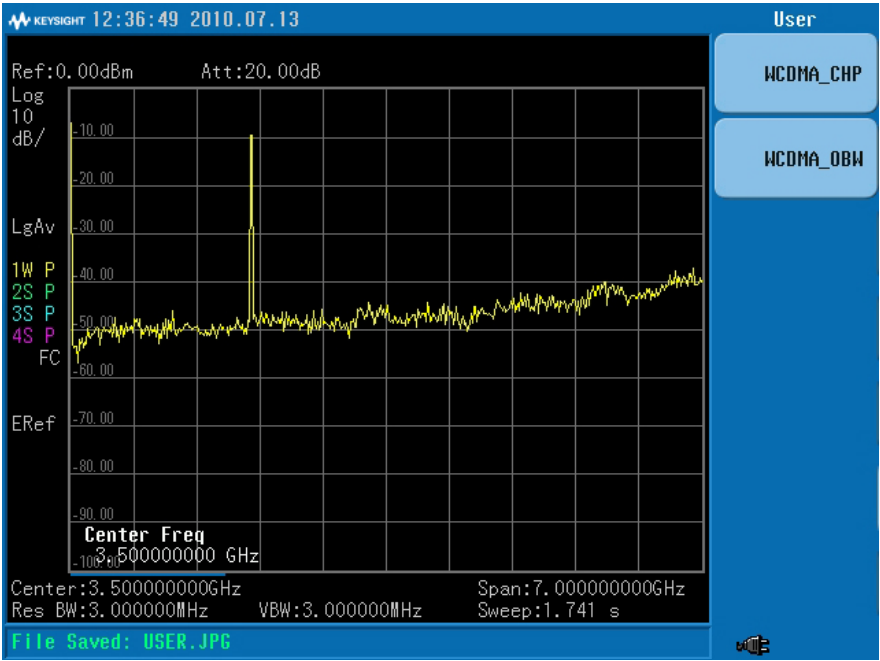 KEYSIGHT 12:36:49 2010.07.13
User
Ref:0.00dBm Att:20.00dB
WCDMA_CHP
WCDMA_OBW
Log
10
dB/
LgAv
1W P
2S P
3S P
4S P
FC
ERef
-10.00
-20.00
-30.00
-40.00
-50.00
-60.00
-70.00
-80.00
-90.00
-100.00
Center Freq
3.500000000 GHz
Center:3.500000000GHz Span:7.000000000GHz
Res BW:3.000000MHz VBW:3.000000MHz Sweep:1.741 s
File Saved: USER.JPG